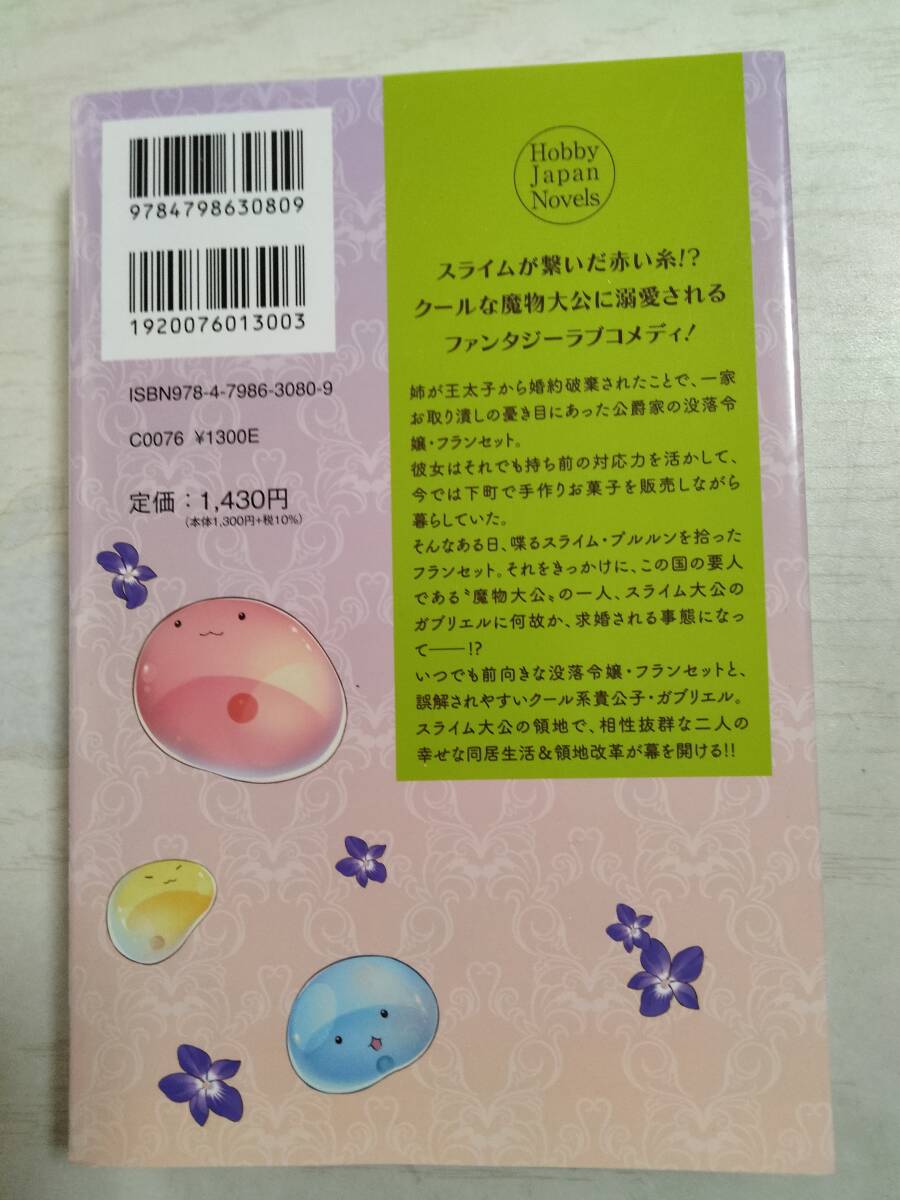 9784798630809
1920076013003
ISBN978-4-7986-3080-9
C0076 ¥1300E
定価：1,430円
（本体1,300円+税10%）
Hobby
Japan
Novels
スライムが繋いだ赤い糸!?
クールな魔物大公に溺愛される
ファンタジーラブコメディ!
姉が王太子から婚約破棄されたことで、一家
お取り潰しの憂き目にあった公爵家の没落令
嬢・フランセット。
彼女はそれでも持ち前の対応力を活かして、
今では下町で手作りお菓子を販売しながら
暮らしていた。
そんなある日、喋るスライム・プルルンを拾った
フランセット。それをきっかけに、この国の要人
である〝魔物大公〟の一人、スライム大公の
ガブリエルに何故か、求婚される事態になっ
て――!?
いつでも前向きな没落令嬢・フランセットと、
誤解されやすいクール系貴公子・ガブリエル。
スライム大公の領地で、相性抜群な二人の
幸せな同居生活&領地改革が幕を開ける!!